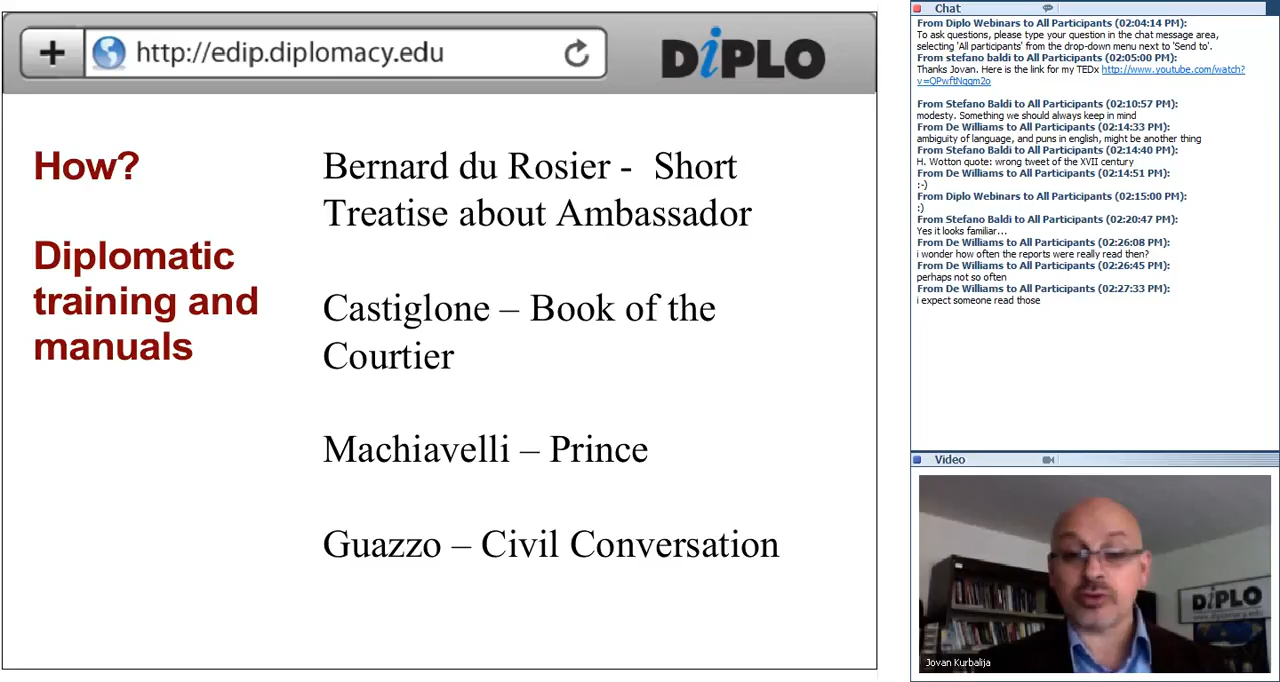 http://edip.diplomacy.edu
DiPLO
How?
Diplomatic
training and
manuals
Bernard du Rosier - Short
Treatise about Ambassador
Castiglone – Book of the
Courtier
Machiavelli – Prince
Guazzo – Civil Conversation
Chat
From Diplo Webinars to All Participants (02:04:14 PM):
To ask questions, please type your question in the chat message area,
selecting 'All participants' from the drop-down menu next to 'Send to'.
From stefano baldi to All Participants (02:05:00 PM):
Thanks Jovan. Here is the link for my TEDx http://www.youtube.com/watch?
v=QPwftNqqm2o
From Stefano Baldi to All Participants (02:10:57 PM):
modesty. Something we should always keep in mind
From De Williams to All Participants (02:14:33 PM):
ambiguity of language, and puns in english, might be another thing
From Stefano Baldi to All Participants (02:14:40 PM):
H. Wotton quote: wrong tweet of the XVII century
From De Williams to All Participants (02:14:51 PM):
:-)
From Diplo Webinars to All Participants (02:15:00 PM):
:)
From Stefano Baldi to All Participants (02:20:47 PM):
Yes it looks familiar...
From De Williams to All Participants (02:26:08 PM):
i wonder how often the reports were really read then?
From De Williams to All Participants (02:26:45 PM):
perhaps not so often
From De Williams to All Participants (02:27:33 PM):
i expect someone read those
Video
DiPLO
www.diplomacy.edu
Jovan Kurbalija